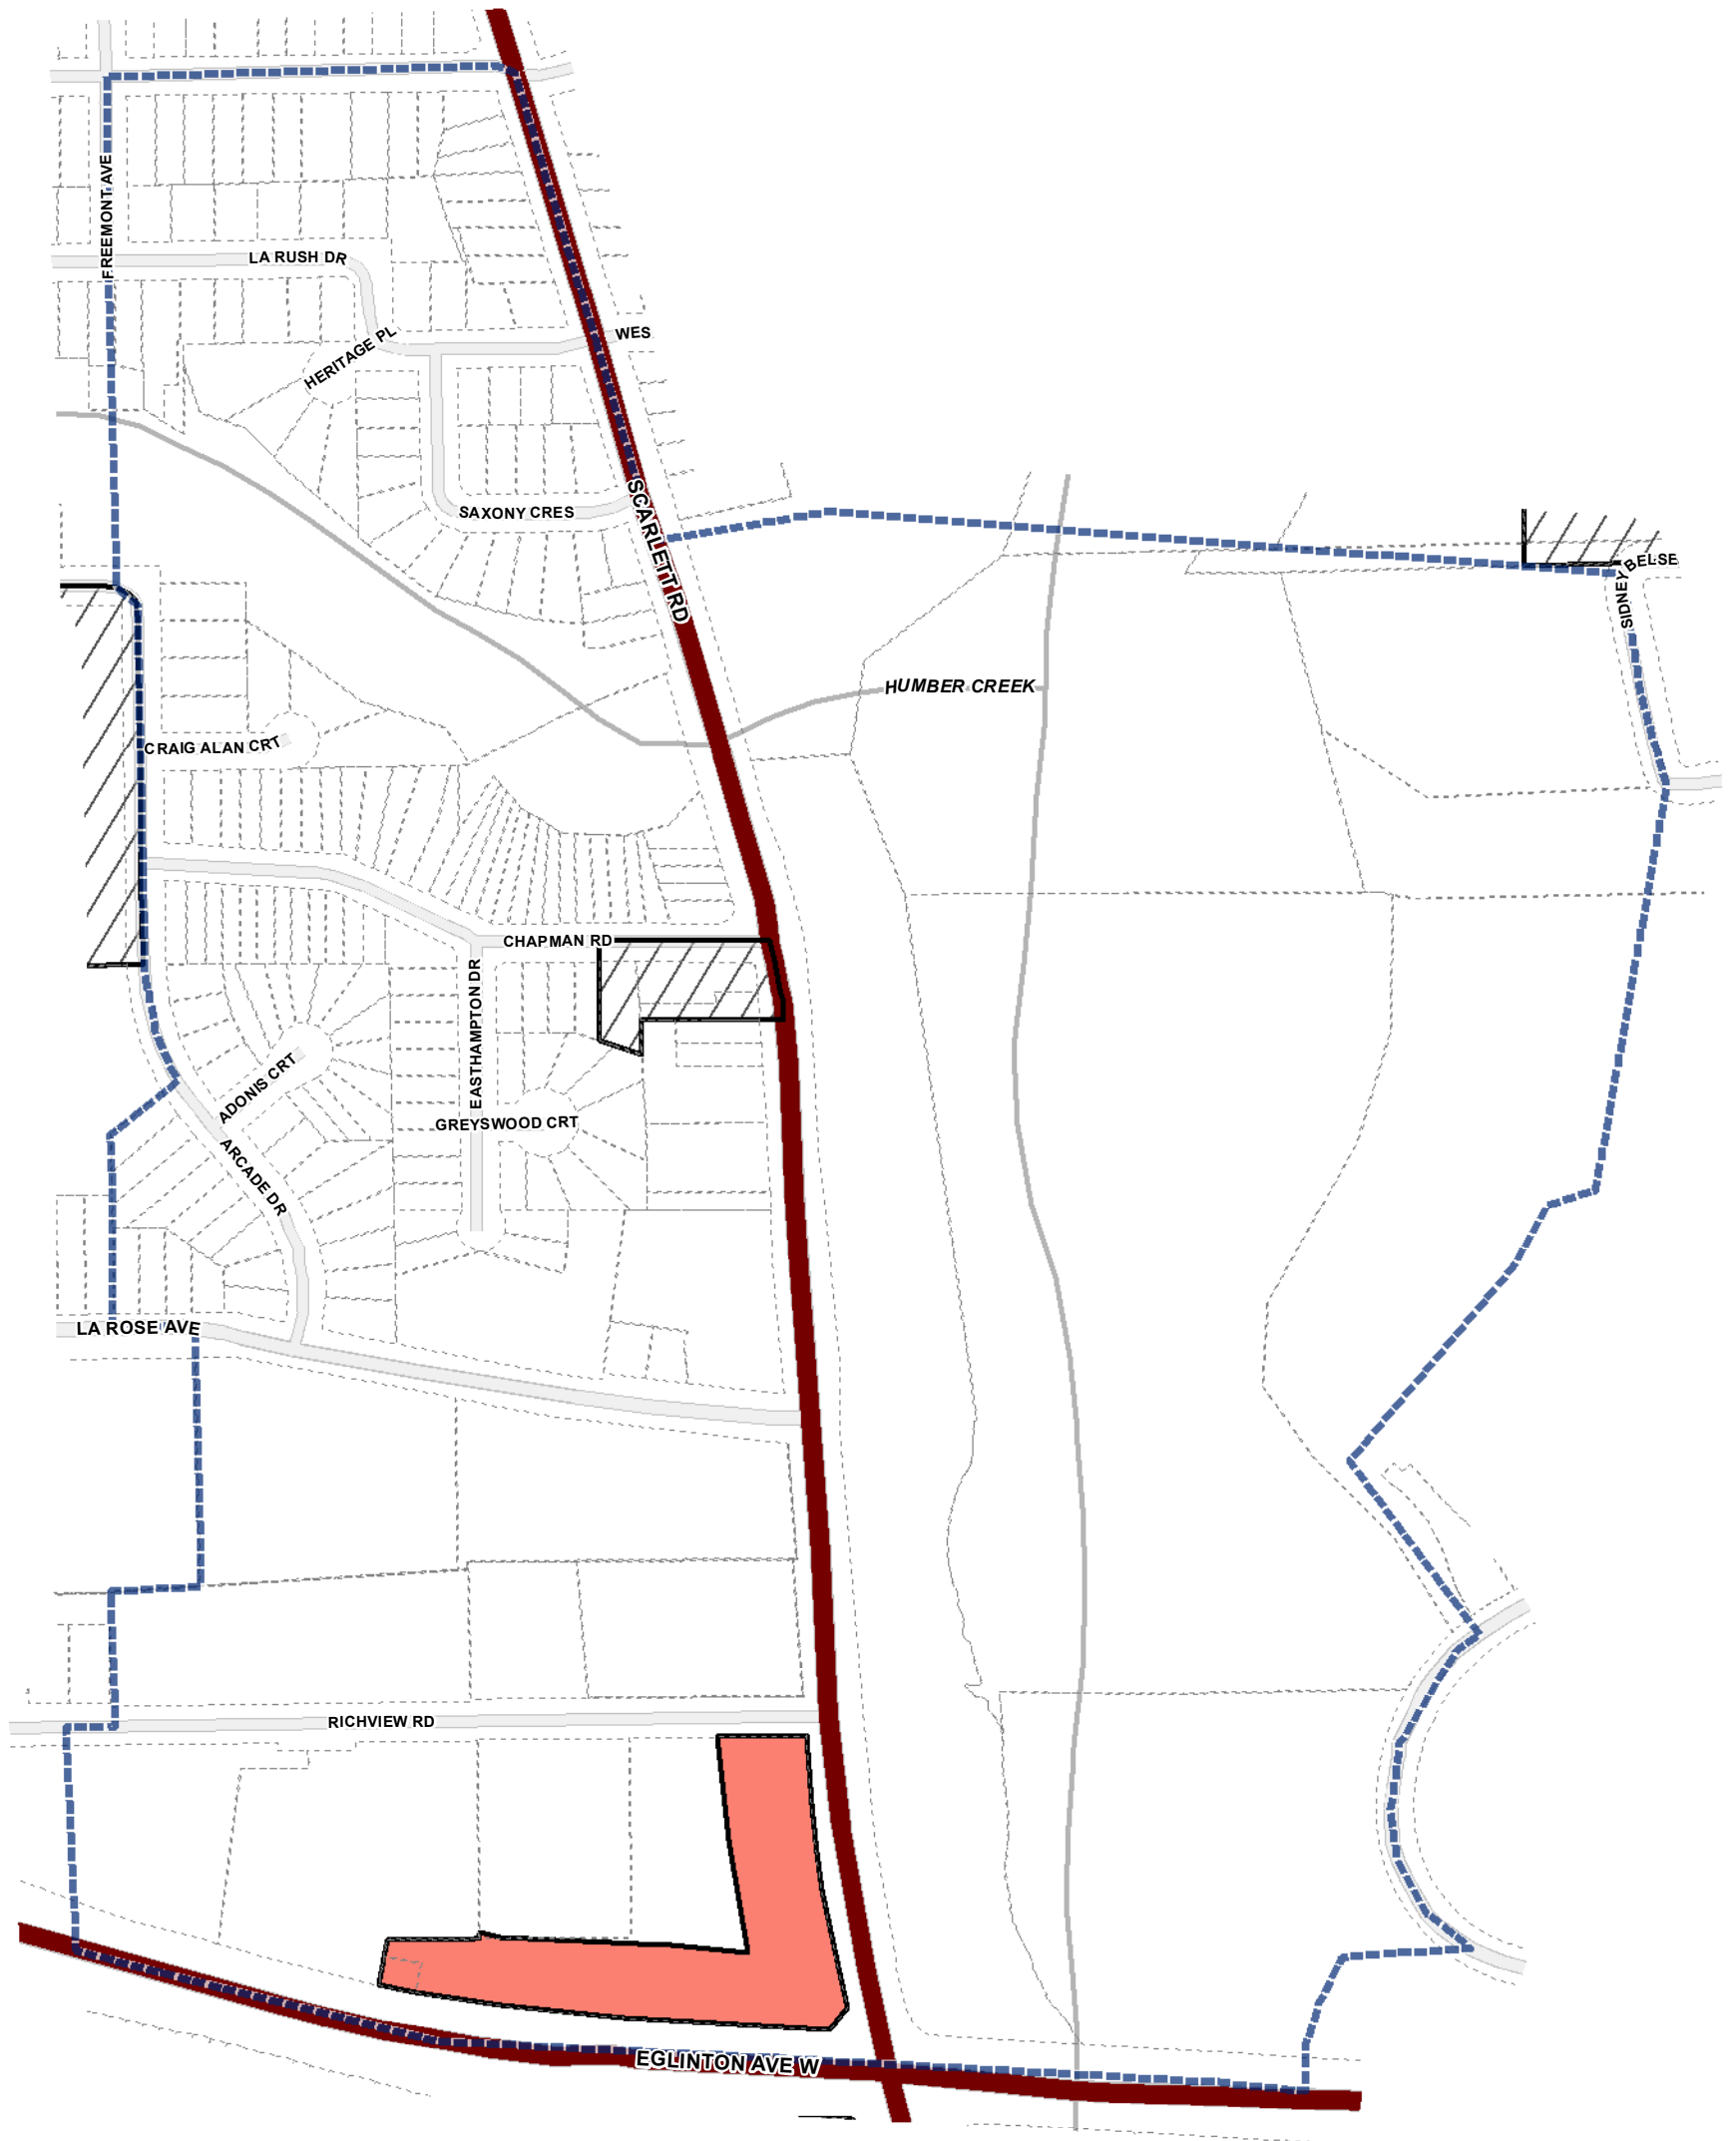 FREEMONT AVE
LA RUSH DR
HERITAGE PL
WES
SAXONY CRES
SCARLETT RD
SIDNEY BELSE
HUMBER CREEK
CRAIG ALAN CRT
CHAPMAN RD
EASTHAMPTON DR
ADONIS CRT
GREYSWOOD CRT
ARCADE DR
LA ROSE AVE
RICHVIEW RD
EGLINTON AVE W